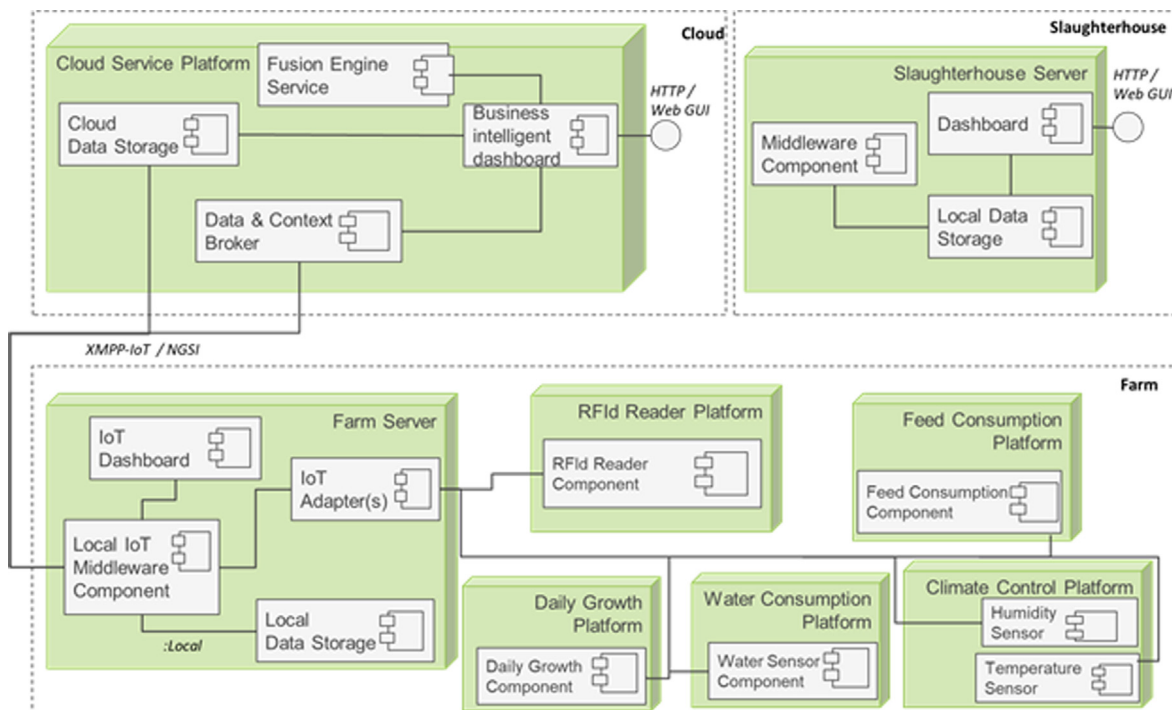 Cloud
Cloud Service Platform
Fusion Engine
Service
Cloud
Data Storage
Business
intelligent
dashboard
HTTP /
Web GUI
Data & Context
Broker
Slaughterhouse
Slaughterhouse Server
HTTP /
Web GUI
Dashboard
Middleware
Component
Local Data
Storage
XMPP-IoT / NGSI
Farm
Farm Server
IoT
Dashboard
IoT
Adapter(s)
Local IoT
Middleware
Component
:Local
Local
Data Storage
RFId Reader Platform
RFId Reader
Component
Feed Consumption
Platform
Feed Consumption
Component
Daily Growth
Platform
Daily Growth
Component
Water Consumption
Platform
Water Sensor
Component
Climate Control Platform
Humidity
Sensor
Temperature
Sensor